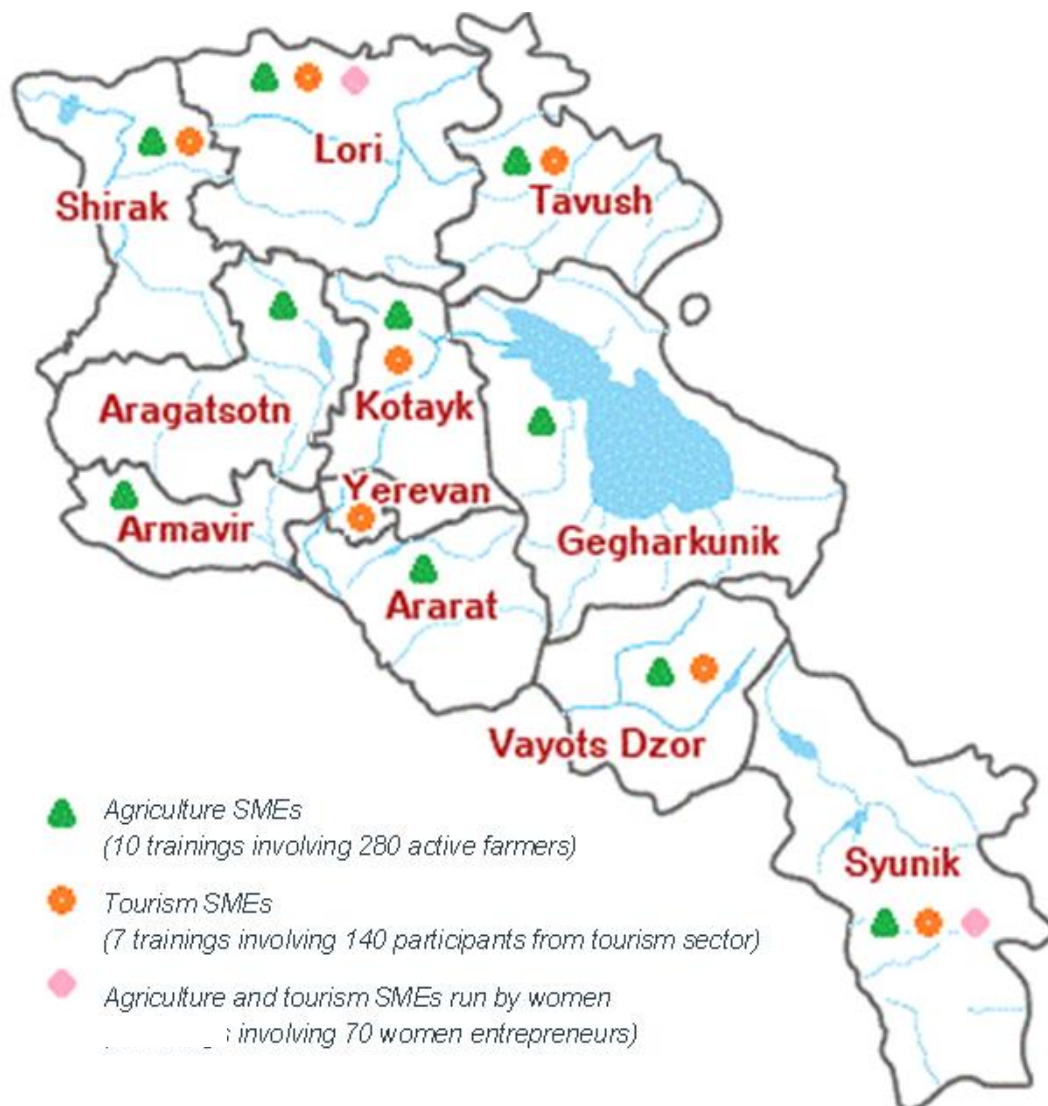 Lori
Shirak
Tavush
Aragatsotn
Kotayk
Yerevan
Armavir
Gegharkunik
Ararat
Vayots Dzor
Syunik
Agriculture SMEs
(10 trainings involving 280 active farmers)
Tourism SMEs
(7 trainings involving 140 participants from tourism sector)
Agriculture and tourism SMEs run by women
involving 70 women entrepreneurs)